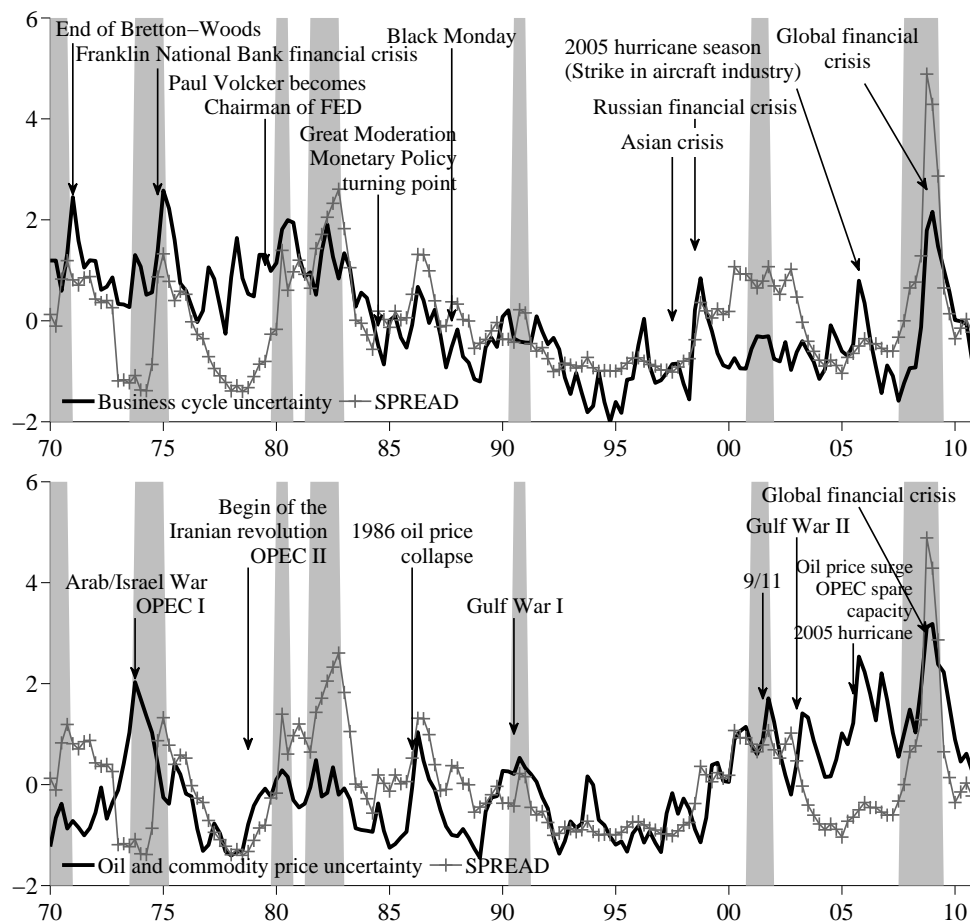 6
4
2
0
−2
End of Bretton−Woods
Franklin National Bank financial crisis
Paul Volcker becomes
Chairman of FED
Great Moderation
Monetary Policy
turning point
Black Monday
2005 hurricane season
(Strike in aircraft industry)
Russian financial crisis
Asian crisis
Global financial
crisis
Business cycle uncertainty
SPREAD
70 75 80 85 90 95 00 05 10
6
4
2
0
−2
Arab/Israel War
OPEC I
Begin of the
Iranian revolution
OPEC II
1986 oil price
collapse
Gulf War I
9/11
Gulf War II
Global financial crisis
Oil price surge
OPEC spare
capacity
2005 hurricane
Oil and commodity price uncertainty
SPREAD
70 75 80 85 90 95 00 05 10